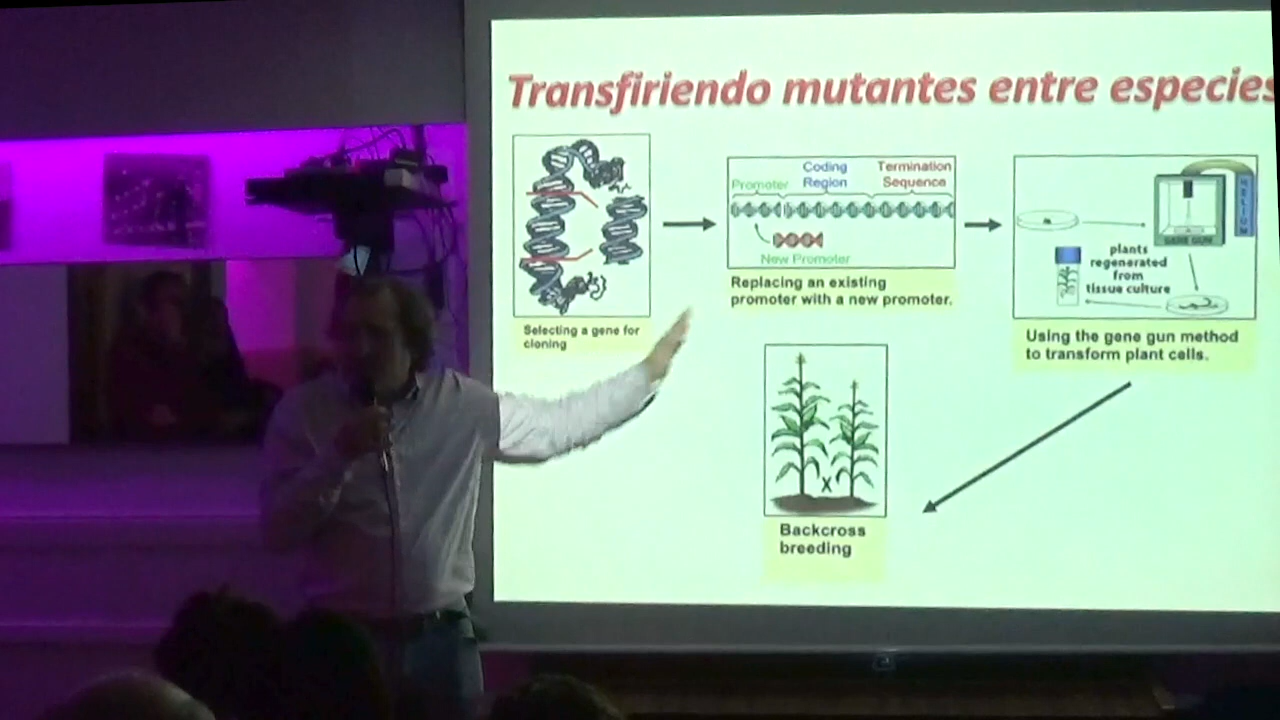 Transfiriendo mutantes entre especies
Selecting a gene for
cloning
Promoter
Coding
Region
Termination
Sequence
New Promoter
Replacing an existing
promoter with a new promoter.
HELIUM
GENE GUN
plants
regenerated
from
tissue culture
Using the gene gun method
to transform plant cells.
X
Backcross
breeding